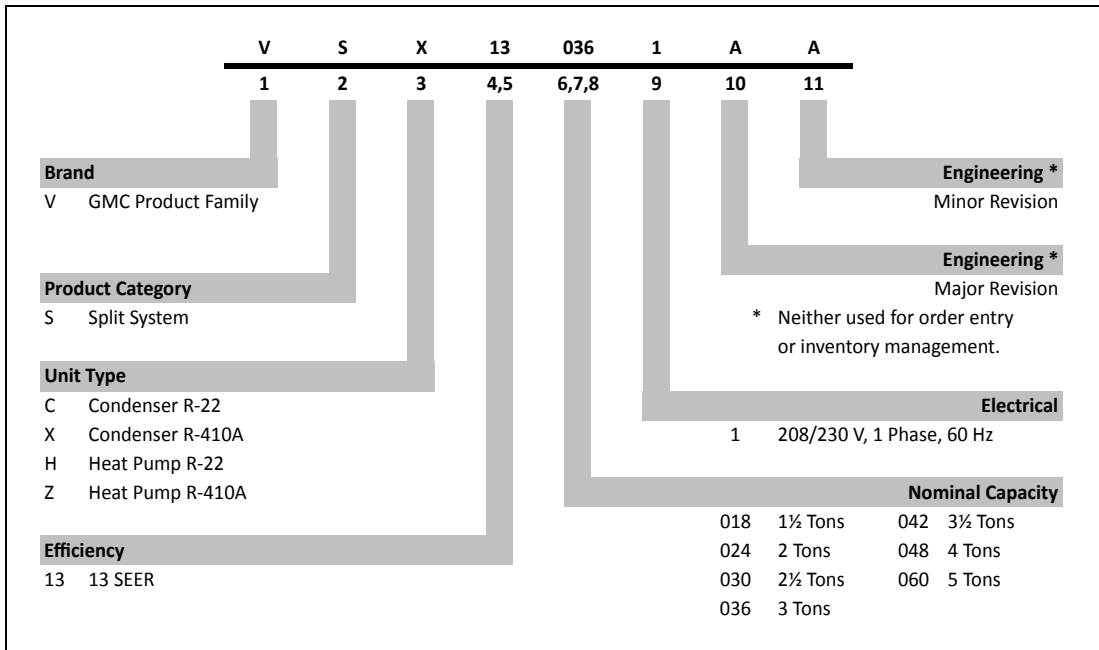 V S X 13 036 1 A A
1 2 3 4,5 6,7,8 9 10 11
Brand
V GMC Product Family
Product Category
S Split System
Unit Type
C Condenser R-22
X Condenser R-410A
H Heat Pump R-22
Z Heat Pump R-410A
Efficiency
13 13 SEER
Engineering *
Minor Revision
Engineering *
Major Revision
* Neither used for order entry
or inventory management.
Electrical
1 208/230 V, 1 Phase, 60 Hz
Nominal Capacity
018 1½ Tons 042 3½ Tons
024 2 Tons 048 4 Tons
030 2½ Tons 060 5 Tons
036 3 Tons